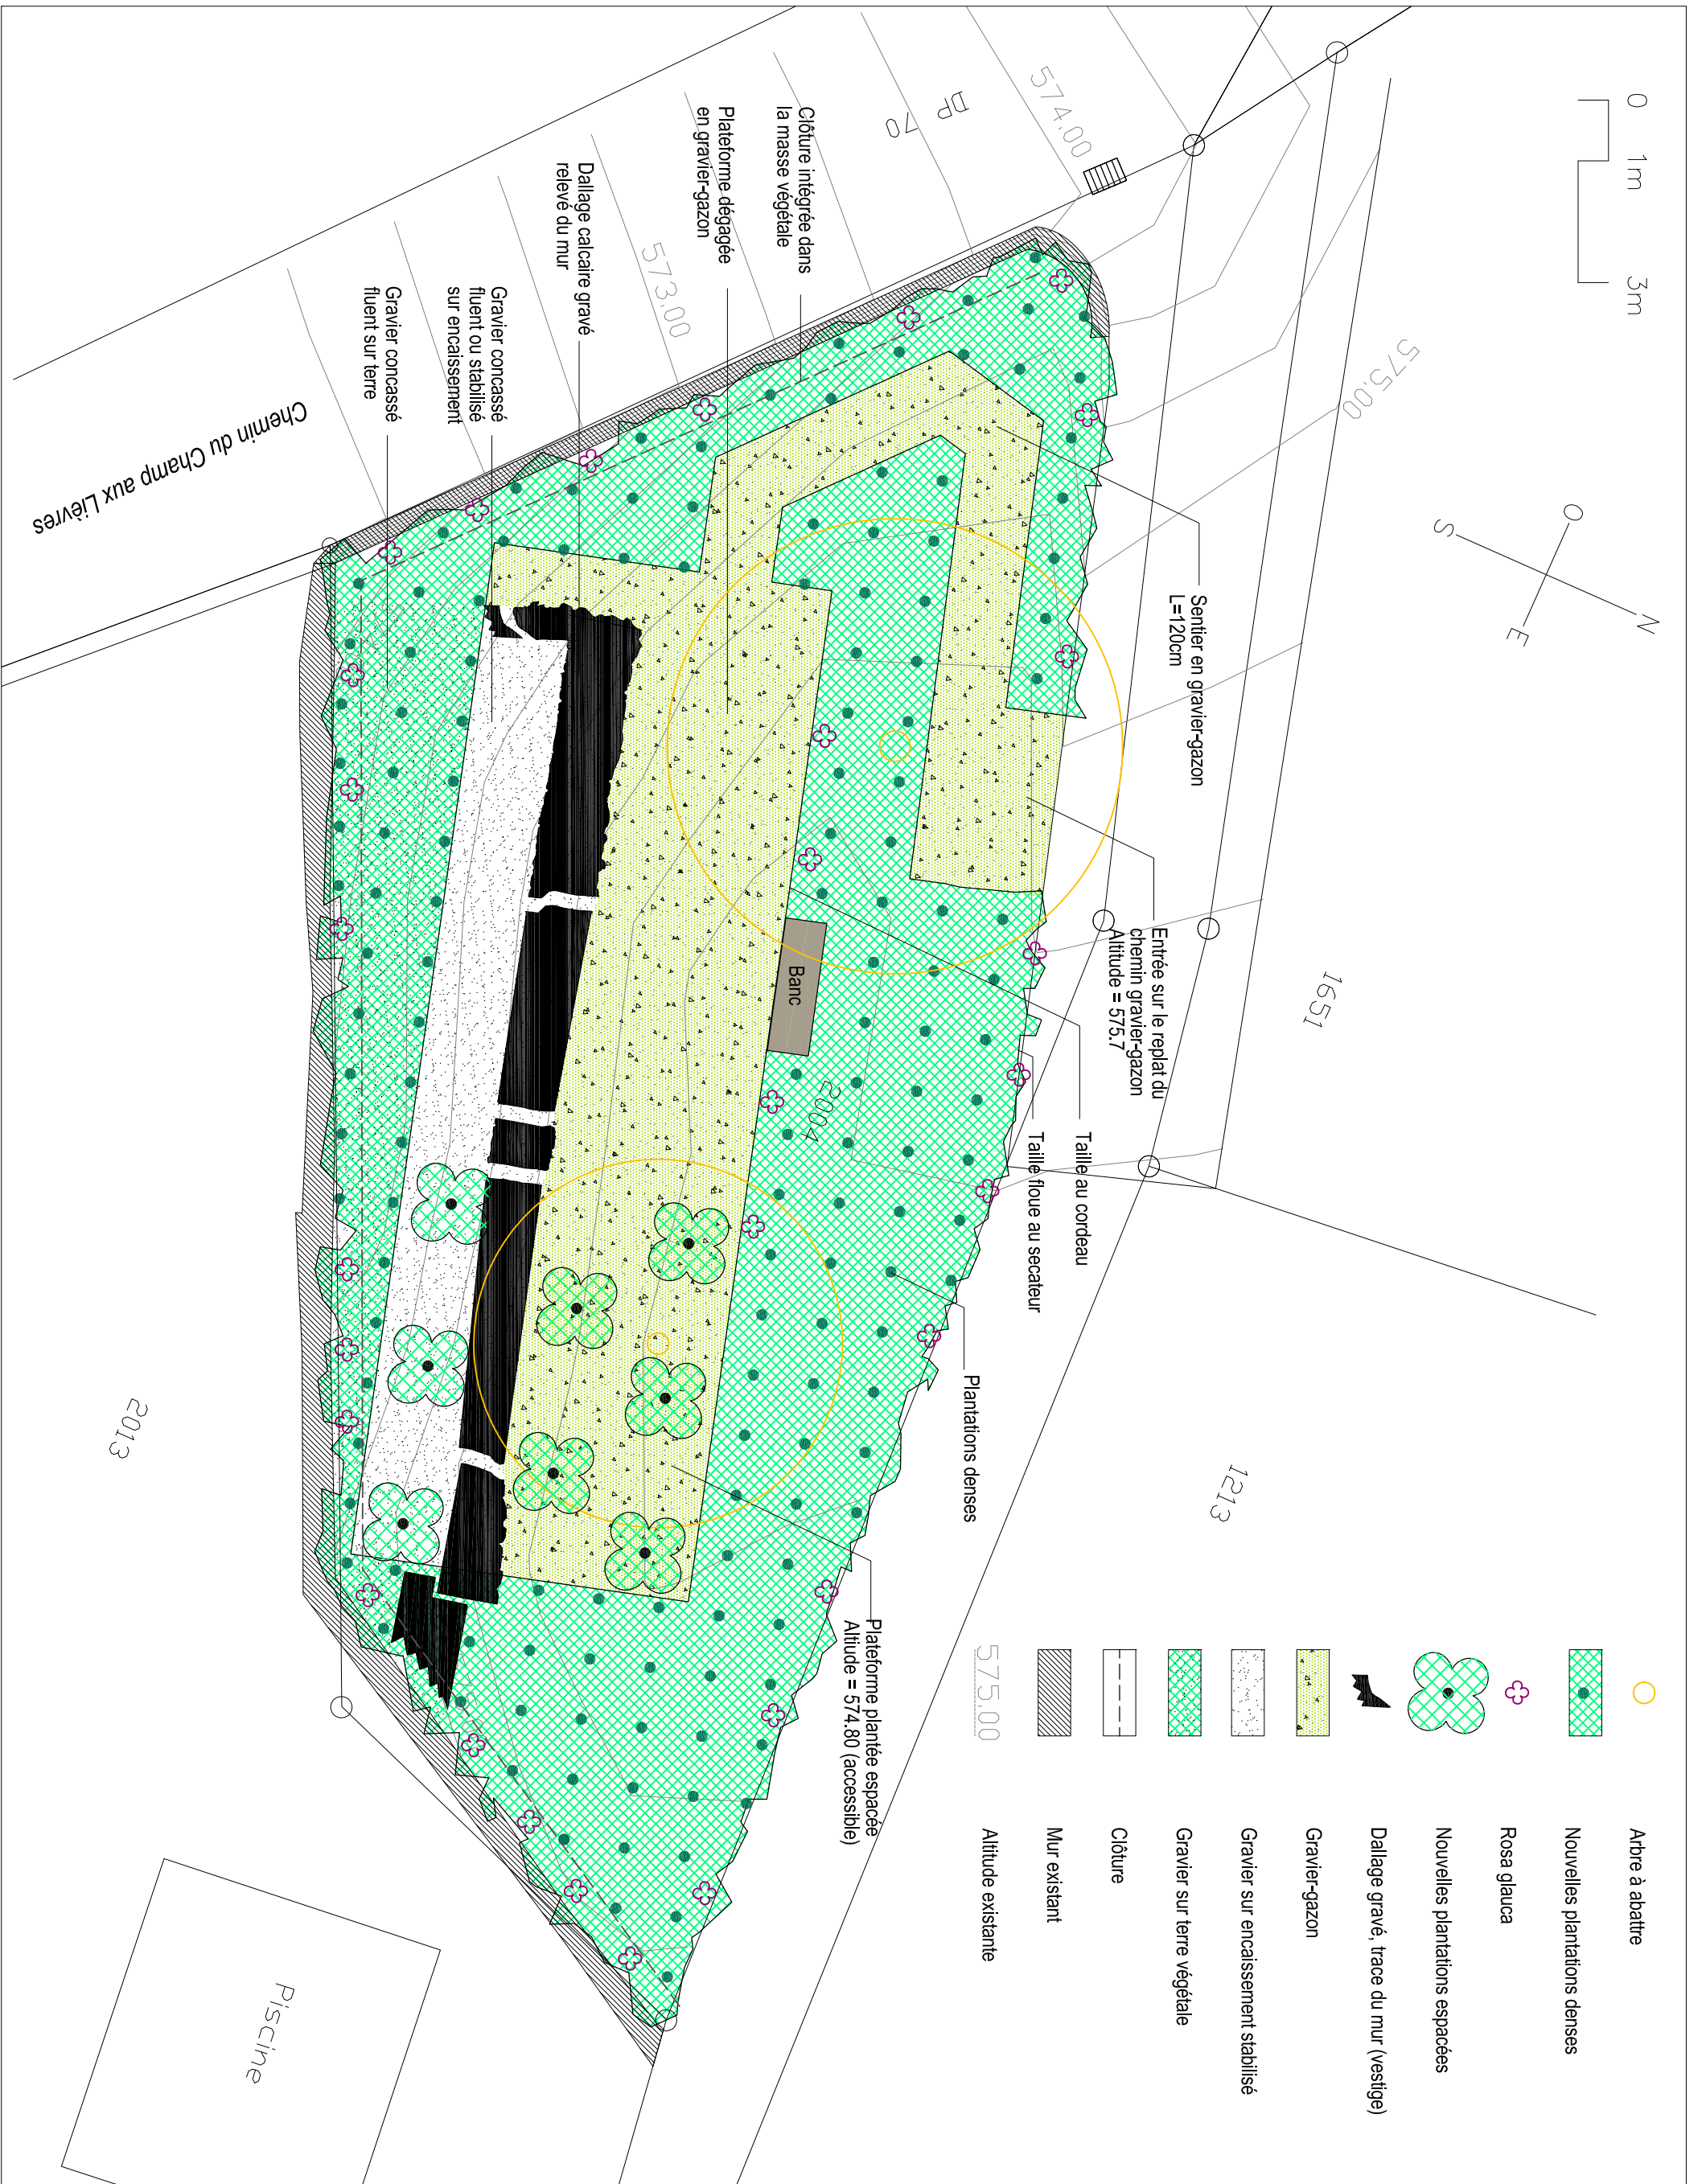 0 1m 3m
N
S
O
E
574.00
DP 70
575.00
573.00
Clôture intégrée dans
la masse végétale
Plateforme dégagée
en gravier-gazon
Dallage calcaire gravé
relevé du mur
Gravier concassé
fluent ou stabilisé
sur encaissement
Gravier concassé
fluent sur terre
Chemin du Champ aux Lièvres
Sentier en gravier-gazon
L=120cm
Entrée sur le replat du
chemin gravier-gazon
Altitude = 575.7
1651
Banc
2004
Taille au cordeau
Taille floue au secateur
Plantations denses
1213
Plateforme plantée espacée
Altiude = 574.80 (accessible)
2013
Piscine
Arbre à abattre
Nouvelles plantations denses
Rosa glauca
Nouvelles plantations espacées
Dallage gravé, trace du mur (vestige)
Gravier-gazon
Gravier sur encaissement stabilisé
Gravier sur terre végétale
Clôture
Mur existant
575.00 Altitude existante